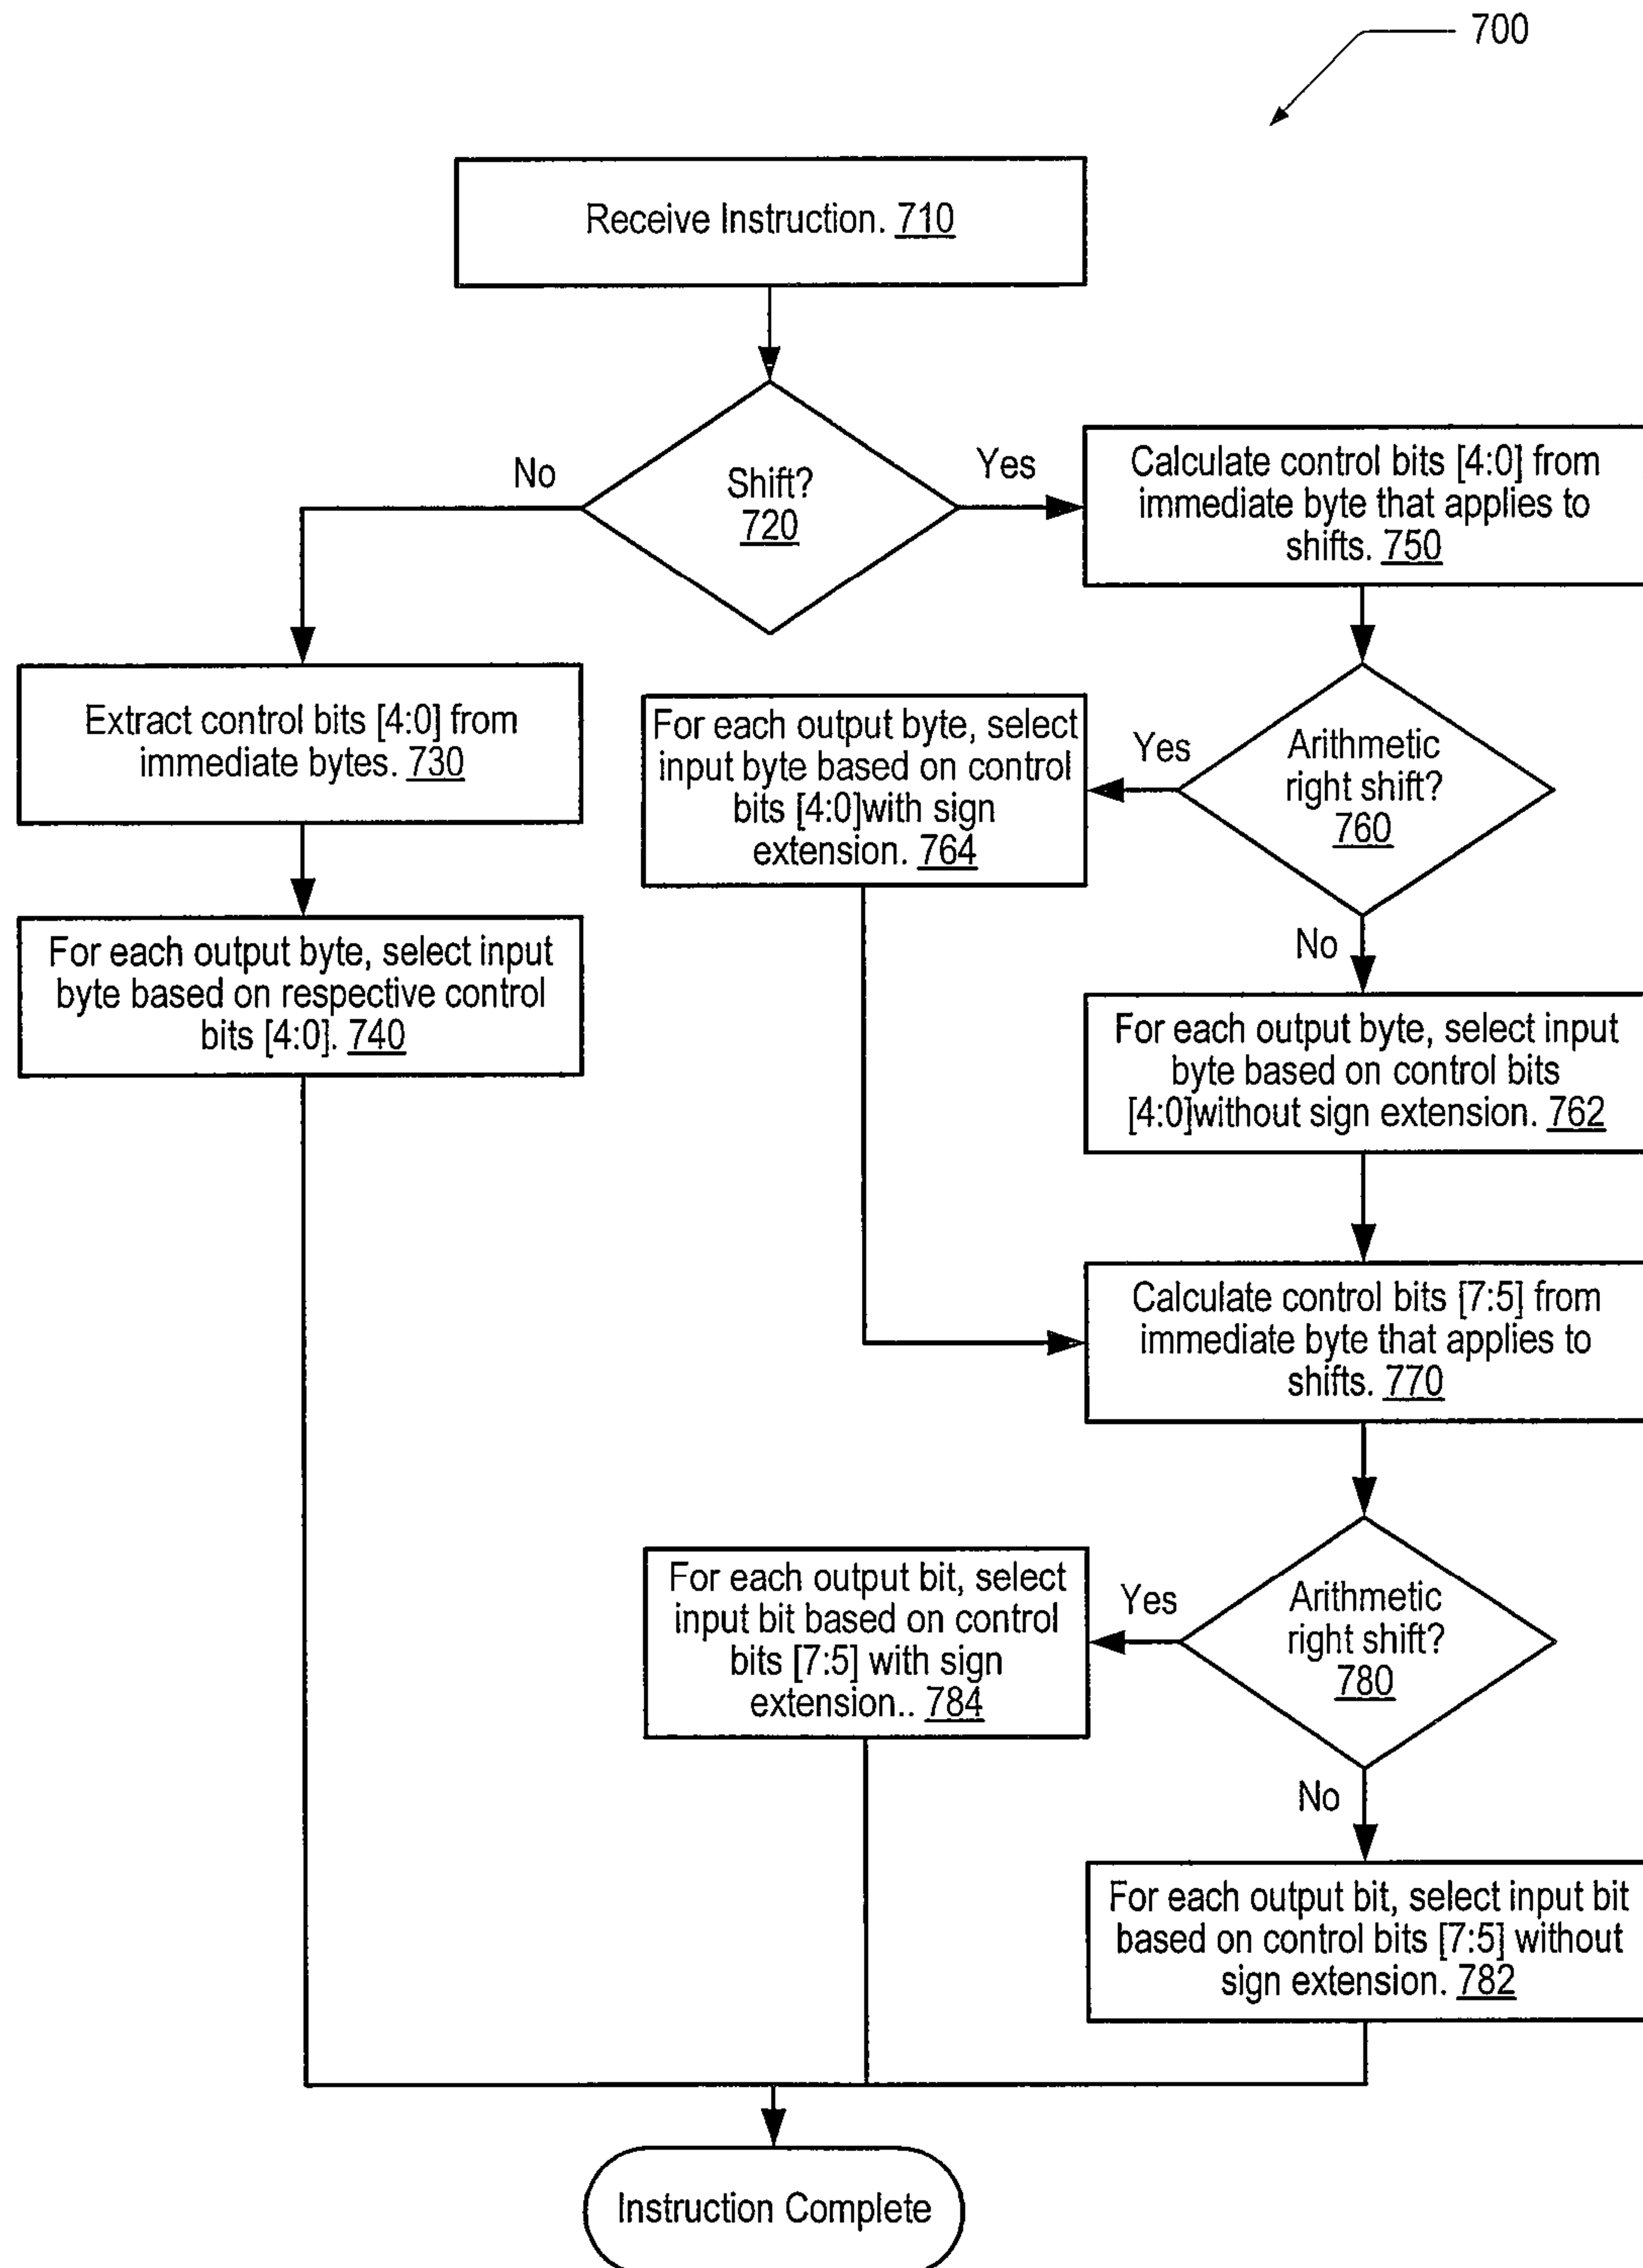 700
Receive Instruction. 710
Shift?
720
No
Yes
Calculate control bits [4:0] from
immediate byte that applies to
shifts. 750
Extract control bits [4:0] from
immediate bytes. 730
For each output byte, select
input byte based on control
bits [4:0]with sign
extension. 764
Yes
Arithmetic
right shift?
760
No
For each output byte, select input
byte based on respective control
bits [4:0]. 740
For each output byte, select input
byte based on control bits
[4:0]without sign extension. 762
Calculate control bits [7:5] from
immediate byte that applies to
shifts. 770
For each output bit, select
input bit based on control
bits [7:5] with sign
extension.. 784
Yes
Arithmetic
right shift?
780
No
For each output bit, select input bit
based on control bits [7:5] without
sign extension. 782
Instruction Complete